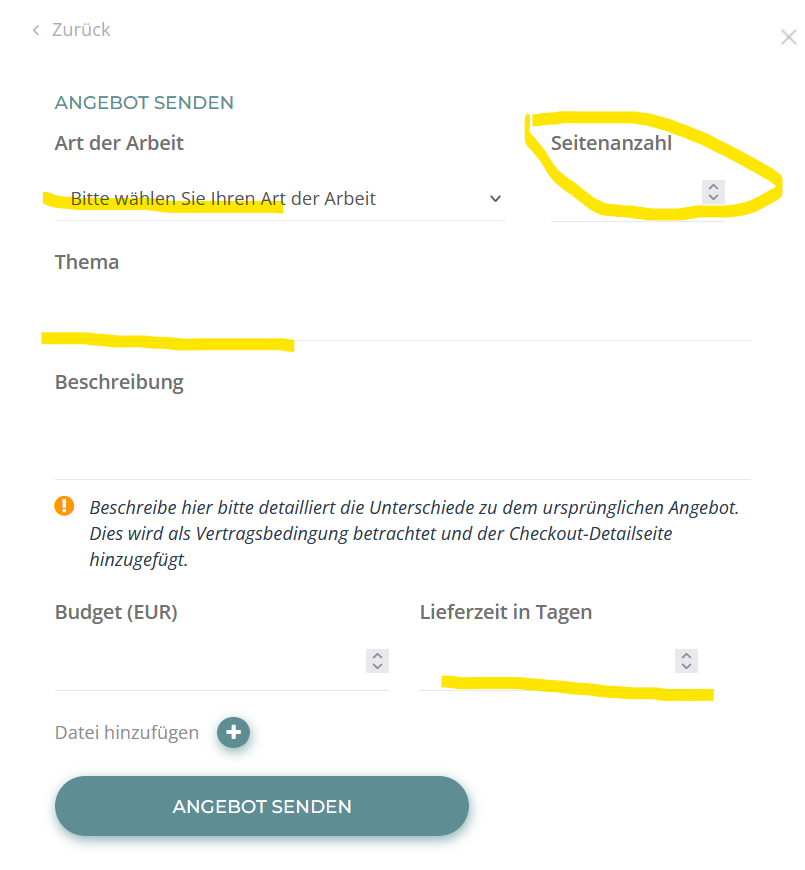 Zurück
ANGEBOT SENDEN
Art der Arbeit
Seitenanzahl
Bitte wählen Sie Ihren Art der Arbeit
Thema
Beschreibung
Beschreibe hier bitte detailliert die Unterschiede zu dem ursprünglichen Angebot.
Dies wird als Vertragsbedingung betrachtet und der Checkout-Detailseite
hinzugefügt.
Budget (EUR)
Lieferzeit in Tagen
Datei hinzufügen
ANGEBOT SENDEN